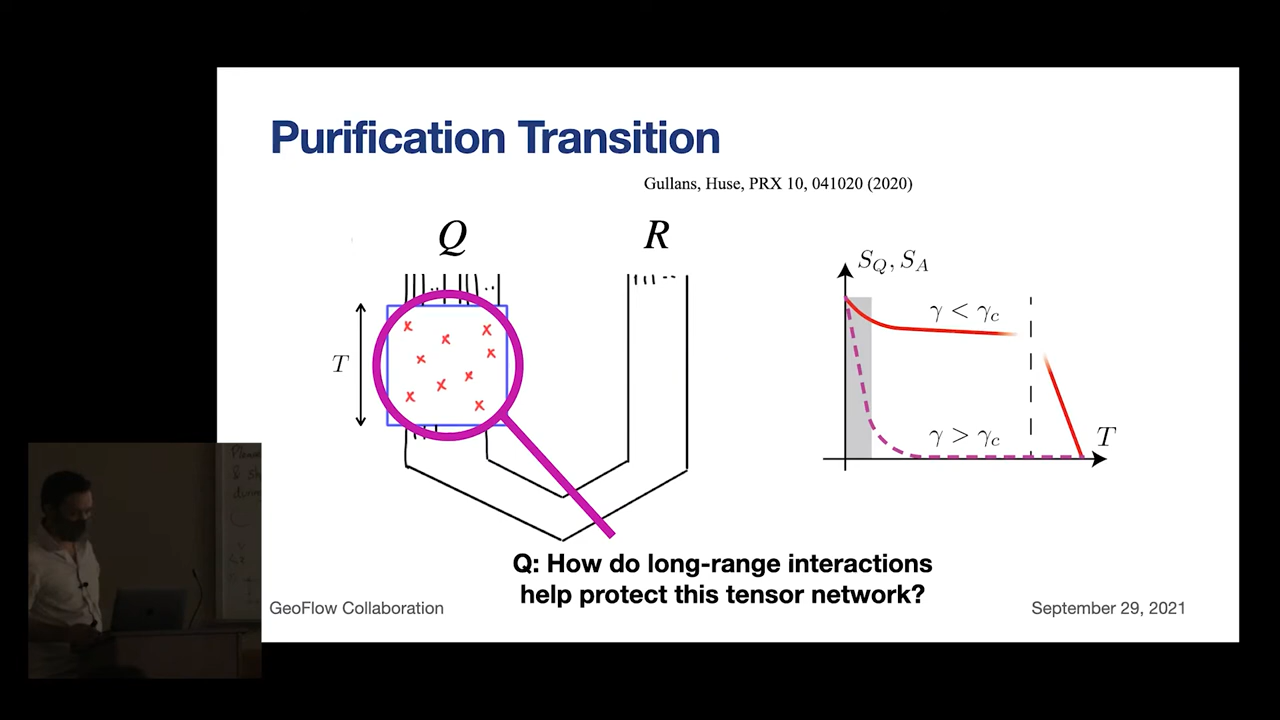 Purification Transition
Gullans, Huse, PRX 10, 041020 (2020)
Q
R
T
S_Q, S_A
γ < γ_c
γ > γ_c
T
Q: How do long-range interactions
help protect this tensor network?
GeoFlow Collaboration
September 29, 2021